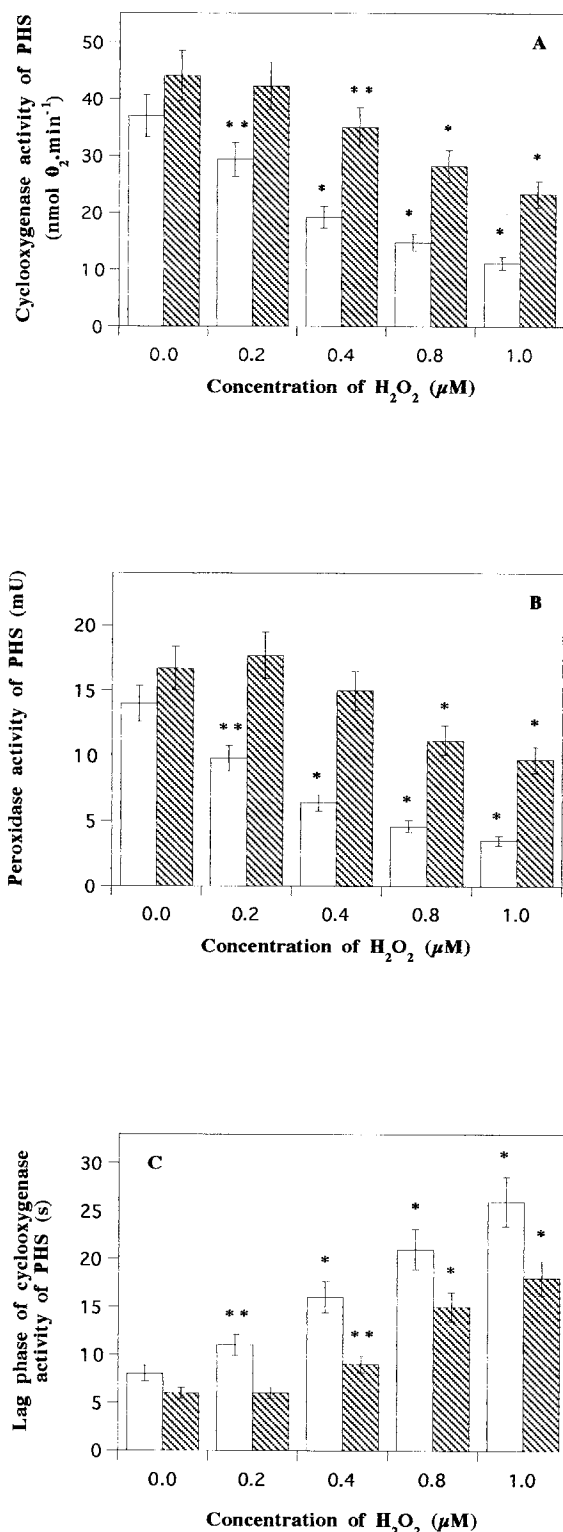 Cyclooxygenase activity of PHS
(nmol O₂.min⁻¹)
A
50
40
30
20
10
0
**
*
*
*
**
*
*
0.0 0.2 0.4 0.8 1.0
Concentration of H₂O₂ (µM)
Peroxidase activity of PHS (mU)
B
20
15
10
5
0
**
*
*
*
*
*
0.0 0.2 0.4 0.8 1.0
Concentration of H₂O₂ (µM)
Lag phase of cyclooxygenase
activity of PHS (s)
C
30
25
20
15
10
5
0
**
*
**
*
*
*
*
0.0 0.2 0.4 0.8 1.0
Concentration of H₂O₂ (µM)